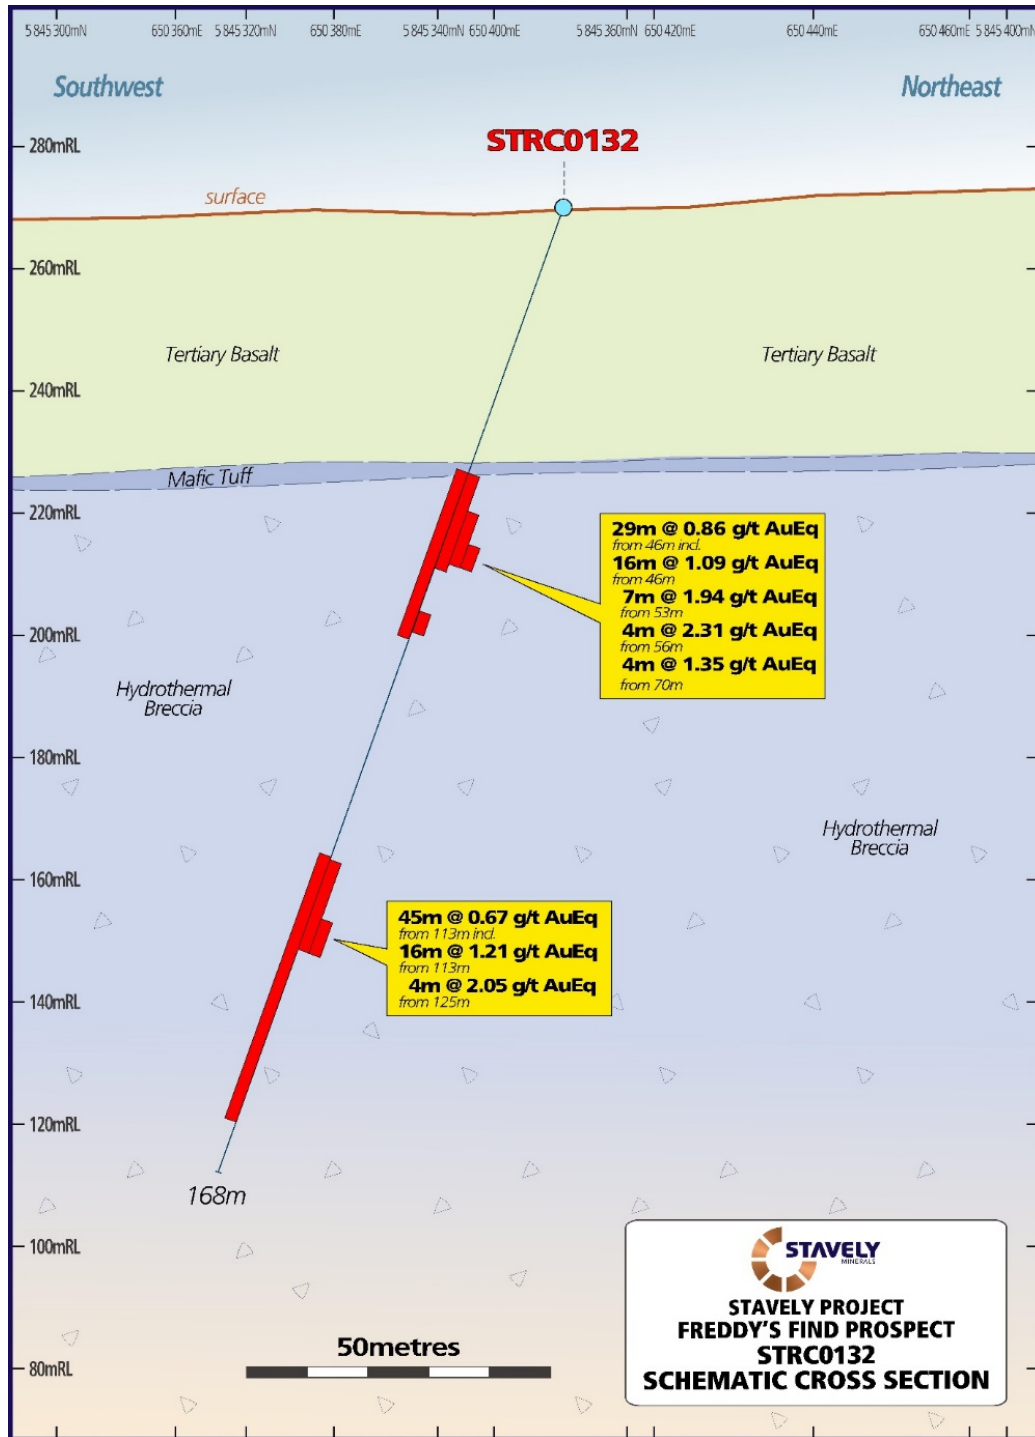 5 845 300mN 650 360mE 5 845 320mN 650 380mE 5 845 340mN 650 400mE 5 845 360mN 650 420mE 650 440mE 650 460mE 5 845 400mN
Southwest
Northeast
STRC0132
280mRL
surface
260mRL
Tertiary Basalt
Tertiary Basalt
240mRL
Mafic Tuff
220mRL
29m @ 0.86 g/t AuEq
from 46m incl.
16m @ 1.09 g/t AuEq
from 46m
7m @ 1.94 g/t AuEq
from 53m
4m @ 2.31 g/t AuEq
from 56m
4m @ 1.35 g/t AuEq
from 70m
200mRL
Hydrothermal
Breccia
180mRL
Hydrothermal
Breccia
160mRL
45m @ 0.67 g/t AuEq
from 113m incl.
16m @ 1.21 g/t AuEq
from 113m
4m @ 2.05 g/t AuEq
from 125m
140mRL
120mRL
168m
100mRL
80mRL
50metres
STAVELY
MINERALS
STAVELY PROJECT
FREDDY'S FIND PROSPECT
STRC0132
SCHEMATIC CROSS SECTION